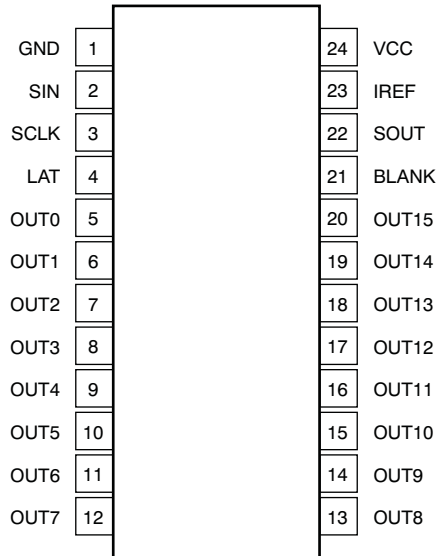 GND 1 24 VCC
SIN 2 23 IREF
SCLK 3 22 SOUT
LAT 4 21 BLANK
OUT0 5 20 OUT15
OUT1 6 19 OUT14
OUT2 7 18 OUT13
OUT3 8 17 OUT12
OUT4 9 16 OUT11
OUT5 10 15 OUT10
OUT6 11 14 OUT9
OUT7 12 13 OUT8